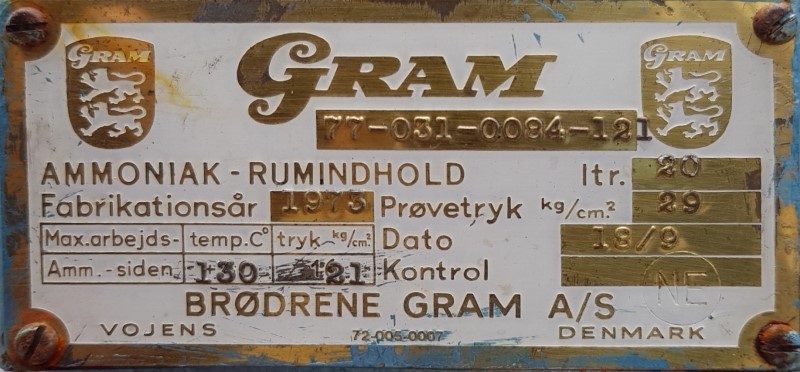 GRAM
GRAM
GRAM
77-031-0084-121
AMMONIAK - RUMINDHOLD ltr. 20
Fabrikationsår 1973 Prøvetryk kg/cm.² 29
Max.arbejds- temp.C° tryk kg/cm² Dato 18/9
Amm.-siden 130 21 Kontrol NE
BRØDRENE GRAM A/S
VOJENS 72-005-0007 DENMARK